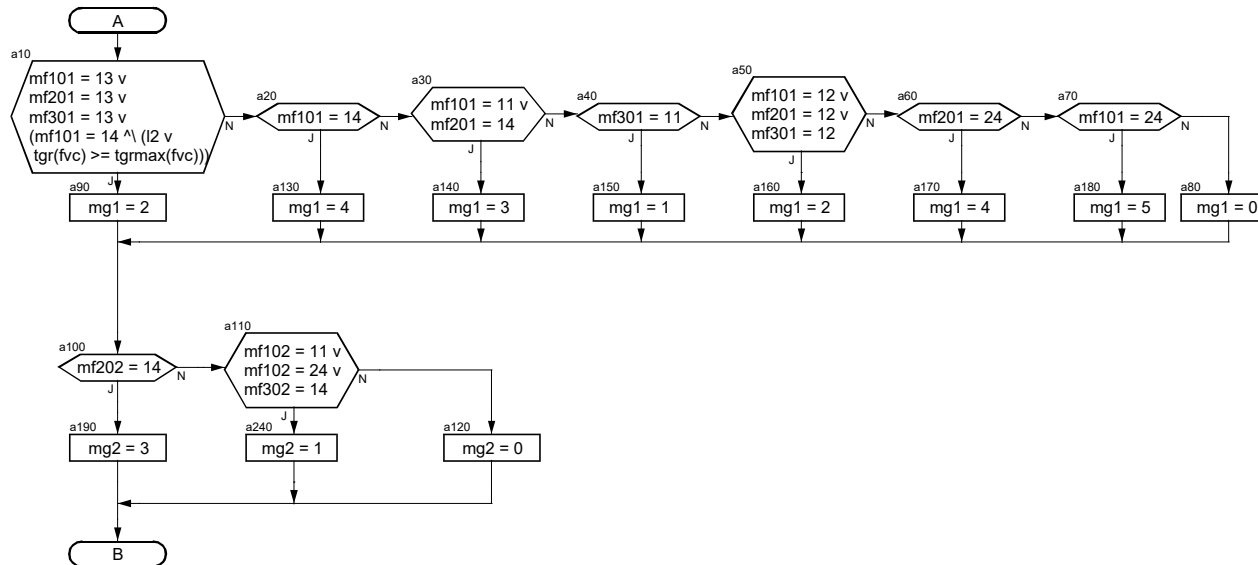 A
a10
mf101 = 13 v
mf201 = 13 v
mf301 = 13 v
(mf101 = 14 ^\ (l2 v
tgr(fvc) >= tgrmax(fvc)))
N
J
a20
mf101 = 14
N
J
a30
mf101 = 11 v
mf201 = 14
N
J
a40
mf301 = 11
N
J
a50
mf101 = 12 v
mf201 = 12 v
mf301 = 12
N
J
a60
mf201 = 24
N
J
a70
mf101 = 24
N
J
a90
mg1 = 2
a130
mg1 = 4
a140
mg1 = 3
a150
mg1 = 1
a160
mg1 = 2
a170
mg1 = 4
a180
mg1 = 5
a80
mg1 = 0
a100
mf202 = 14
N
J
a110
mf102 = 11 v
mf102 = 24 v
mf302 = 14
N
J
a190
mg2 = 3
a240
mg2 = 1
a120
mg2 = 0
B